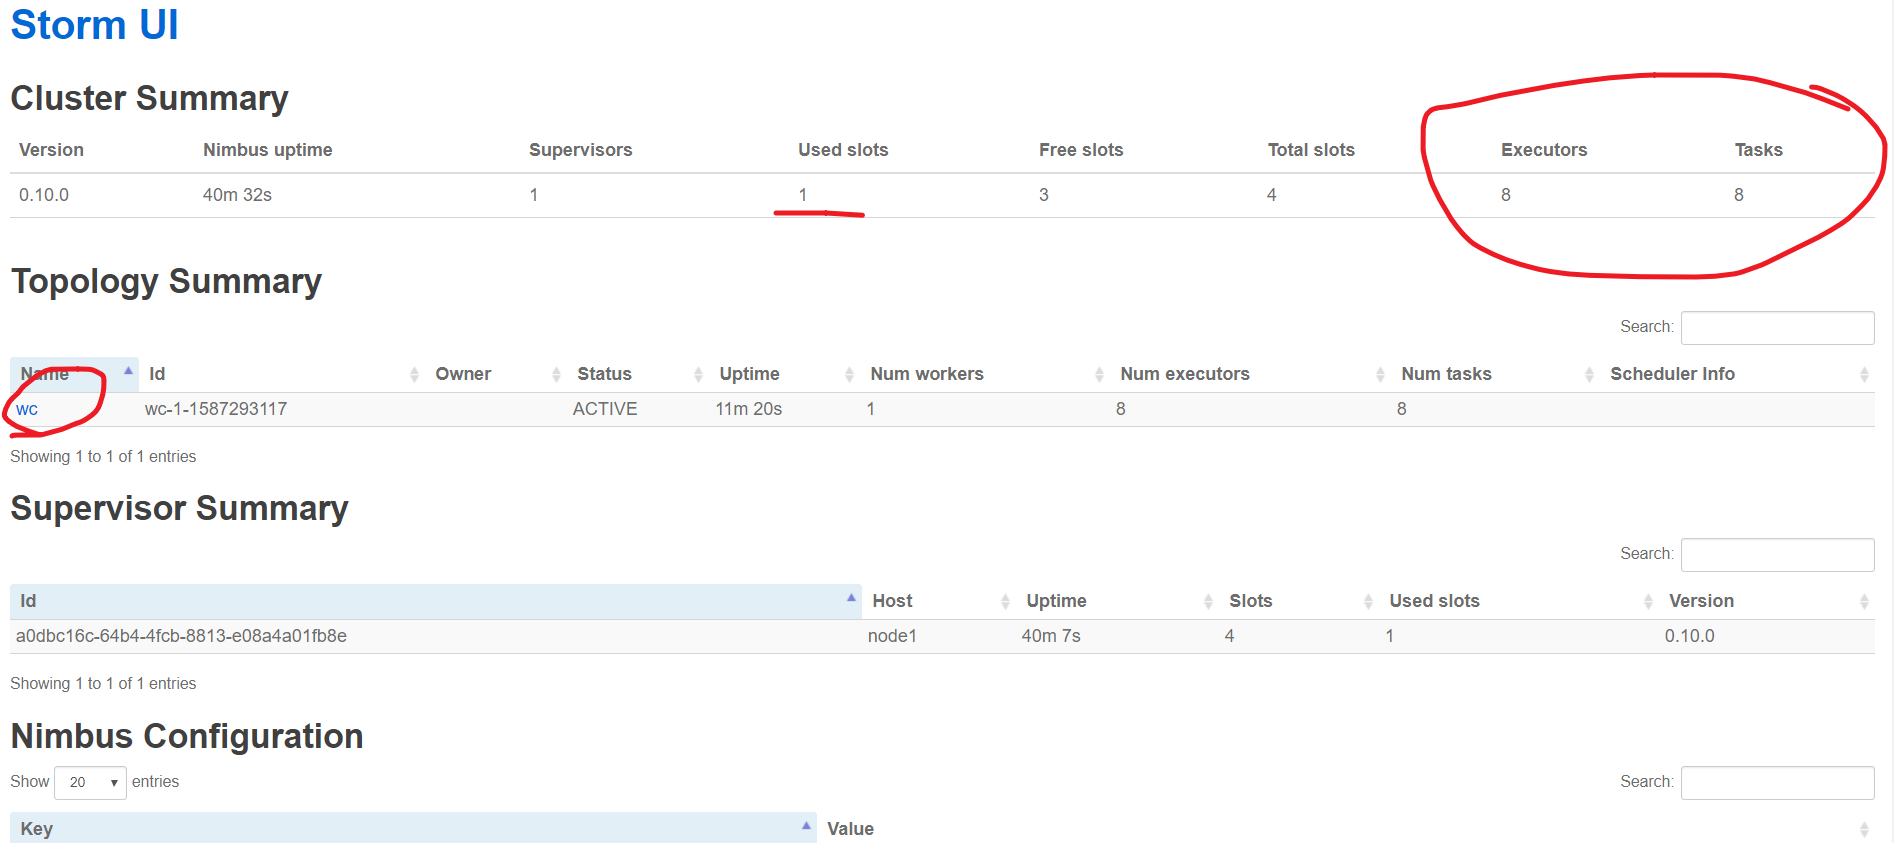 Storm UI
Cluster Summary
Version Nimbus uptime Supervisors Used slots Free slots Total slots Executors Tasks
0.10.0 40m 32s 1 1 3 4 8 8
Topology Summary
Search:
Name Id Owner Status Uptime Num workers Num executors Num tasks Scheduler Info
wc wc-1-1587293117 ACTIVE 11m 20s 1 8 8
Showing 1 to 1 of 1 entries
Supervisor Summary
Search:
Id Host Uptime Slots Used slots Version
a0dbc16c-64b4-4fcb-8813-e08a4a01fb8e node1 40m 7s 4 1 0.10.0
Showing 1 to 1 of 1 entries
Nimbus Configuration
Show 20 entries Search:
Key Value